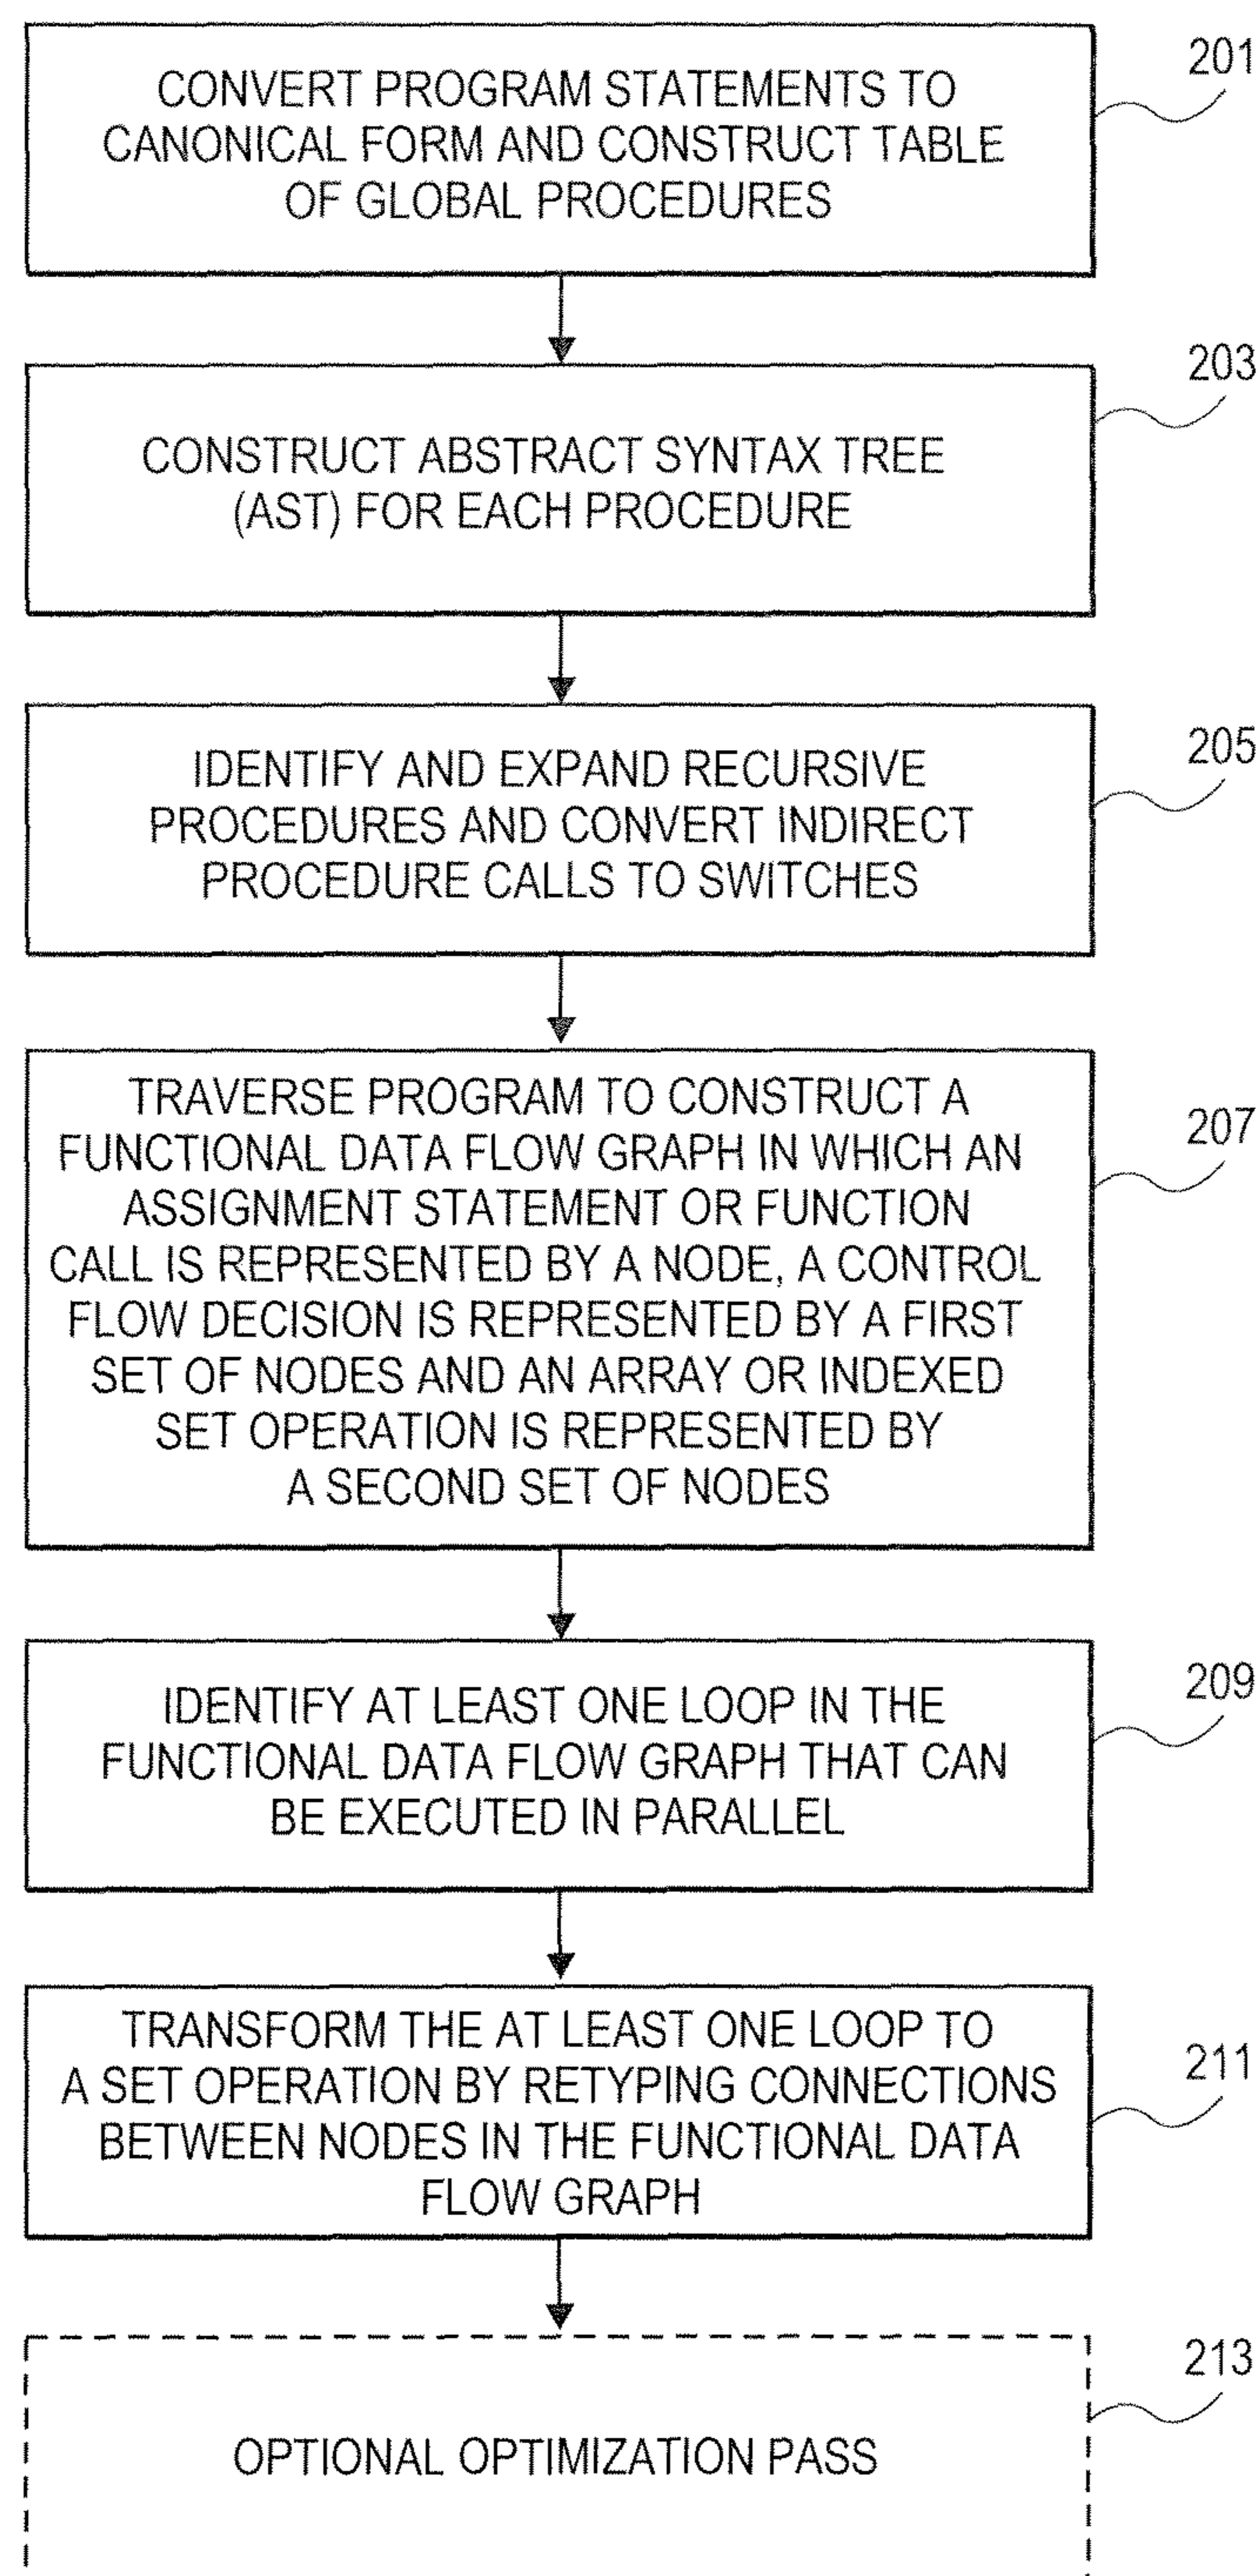 201
CONVERT PROGRAM STATEMENTS TO
CANONICAL FORM AND CONSTRUCT TABLE
OF GLOBAL PROCEDURES
203
CONSTRUCT ABSTRACT SYNTAX TREE
(AST) FOR EACH PROCEDURE
205
IDENTIFY AND EXPAND RECURSIVE
PROCEDURES AND CONVERT INDIRECT
PROCEDURE CALLS TO SWITCHES
207
TRAVERSE PROGRAM TO CONSTRUCT A
FUNCTIONAL DATA FLOW GRAPH IN WHICH AN
ASSIGNMENT STATEMENT OR FUNCTION
CALL IS REPRESENTED BY A NODE, A CONTROL
FLOW DECISION IS REPRESENTED BY A FIRST
SET OF NODES AND AN ARRAY OR INDEXED
SET OPERATION IS REPRESENTED BY
A SECOND SET OF NODES
209
IDENTIFY AT LEAST ONE LOOP IN THE
FUNCTIONAL DATA FLOW GRAPH THAT CAN
BE EXECUTED IN PARALLEL
211
TRANSFORM THE AT LEAST ONE LOOP TO
A SET OPERATION BY RETYPING CONNECTIONS
BETWEEN NODES IN THE FUNCTIONAL DATA
FLOW GRAPH
213
OPTIONAL OPTIMIZATION PASS